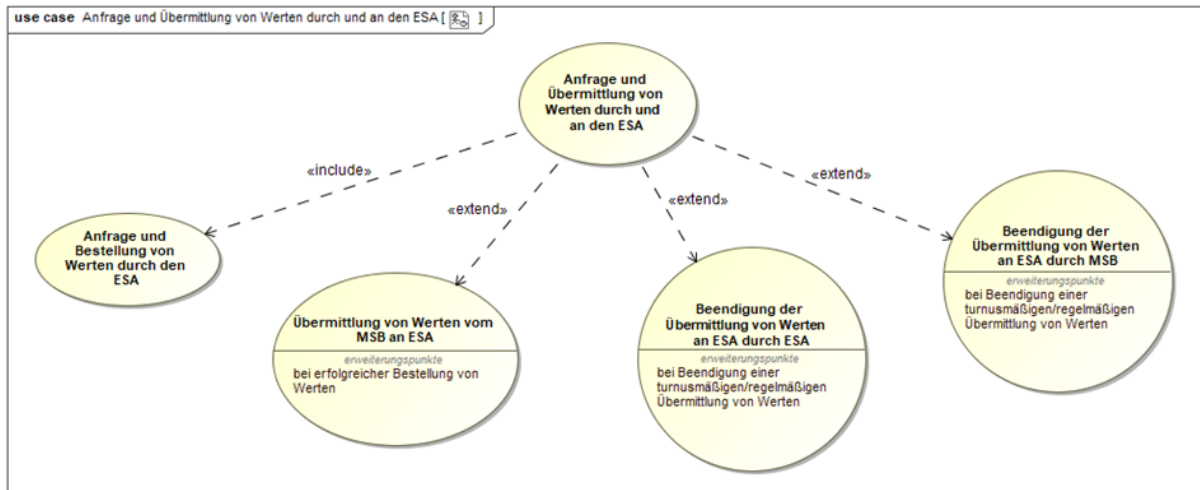 use case Anfrage und Übermittlung von Werten durch und an den ESA [ ]
Anfrage und
Übermittlung von
Werten durch und
an den ESA
«include»
«extend»
«extend»
«extend»
Anfrage und
Bestellung von
Werten durch den
ESA
Übermittlung von Werten vom
MSB an ESA
erweiterungspunkte
bei erfolgreicher Bestellung von
Werten
Beendigung der
Übermittlung von Werten
an ESA durch ESA
erweiterungspunkte
bei Beendigung einer
turnusmäßigen/regelmäßigen
Übermittlung von Werten
Beendigung der
Übermittlung von Werten
an ESA durch MSB
erweiterungspunkte
bei Beendigung einer
turnusmäßigen/regelmäßigen
Übermittlung von Werten